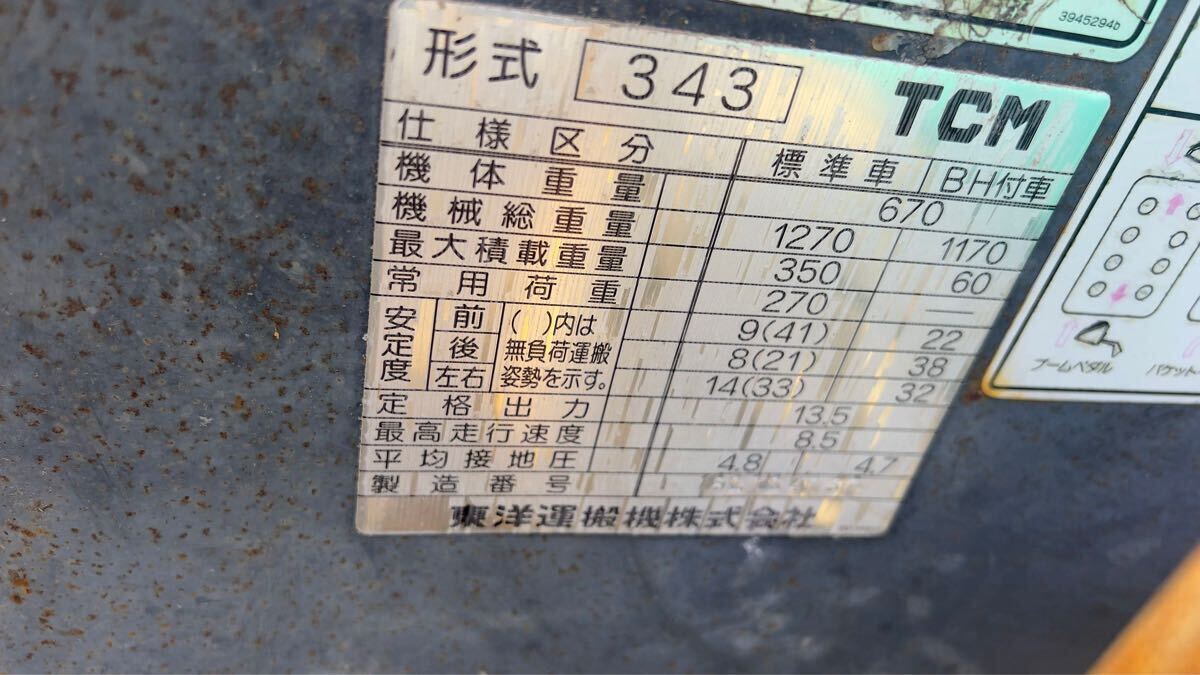 3945294b
形式 343 TCM
仕様区分 標準車 BH付車
機体重量 670
機械総重量 1270 1170
最大積載重量 350 60
常用荷重 270 —
安定度 前 ( )内は 9(41) 22
後 無負荷運搬 8(21) 38
左右 姿勢を示す。 14(33) 32
定格出力 13.5
最高走行速度 8.5
平均接地圧 4.8 4.7
製造番号
東洋運搬機株式会社
ブームペダル
バケット